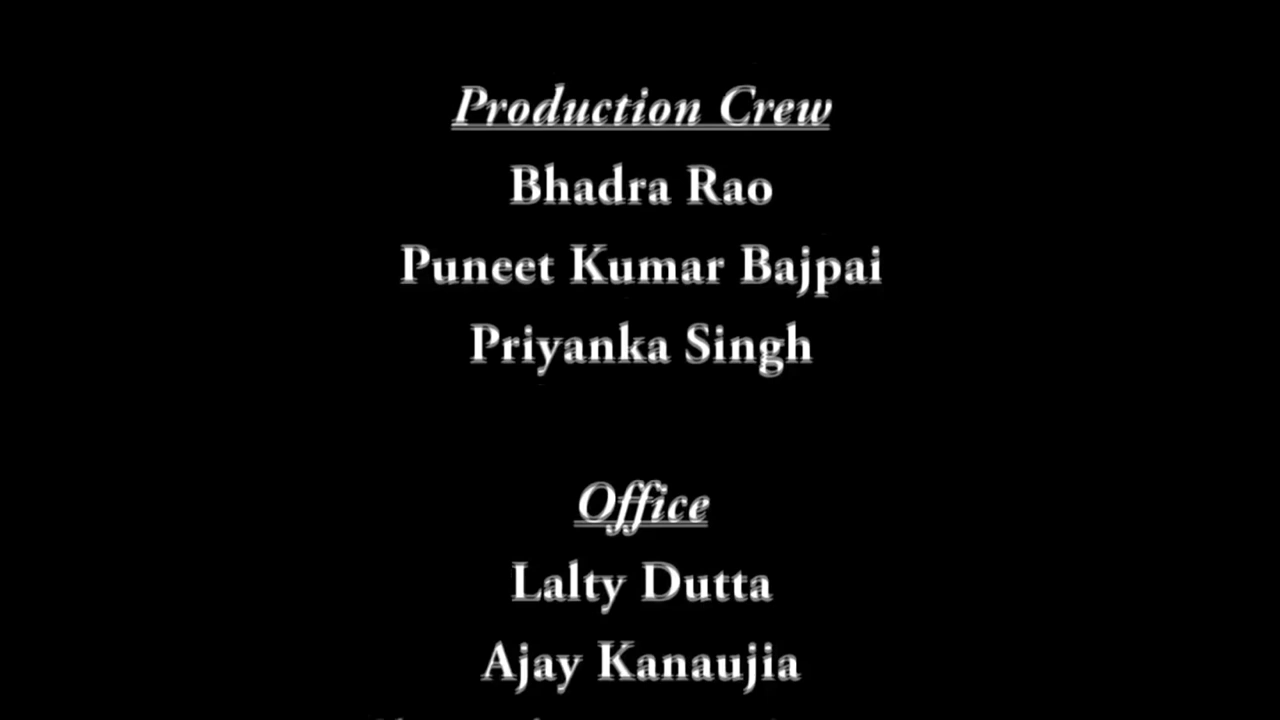 Production Crew
Bhadra Rao
Puneet Kumar Bajpai
Priyanka Singh
Office
Lalty Dutta
Ajay Kanaujia